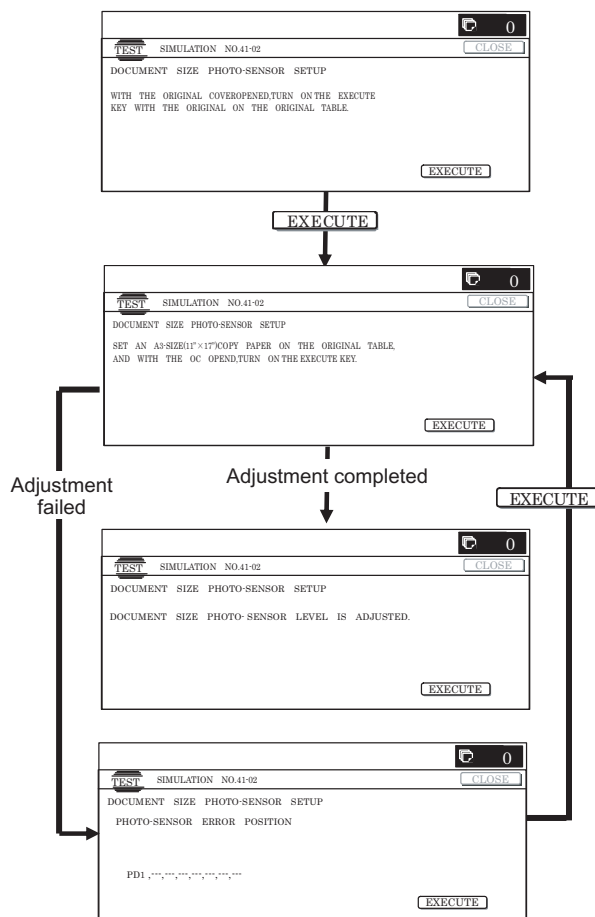 0
TEST SIMULATION NO.41-02 CLOSE
DOCUMENT SIZE PHOTO-SENSOR SETUP
WITH THE ORIGINAL COVEROPENED,TURN ON THE EXECUTE
KEY WITH THE ORIGINAL ON THE ORIGINAL TABLE.
EXECUTE
EXECUTE
0
TEST SIMULATION NO.41-02 CLOSE
DOCUMENT SIZE PHOTO-SENSOR SETUP
SET AN A3-SIZE(11"×17")COPY PAPER ON THE ORIGINAL TABLE,
AND WITH THE OC OPEND,TURN ON THE EXECUTE KEY.
EXECUTE
Adjustment
failed
Adjustment completed
EXECUTE
0
TEST SIMULATION NO.41-02 CLOSE
DOCUMENT SIZE PHOTO-SENSOR SETUP
DOCUMENT SIZE PHOTO- SENSOR LEVEL IS ADJUSTED.
EXECUTE
0
TEST SIMULATION NO.41-02 CLOSE
DOCUMENT SIZE PHOTO-SENSOR SETUP
PHOTO-SENSOR ERROR POSITION
PD1 ,---,---,---,---,---,---,---
EXECUTE